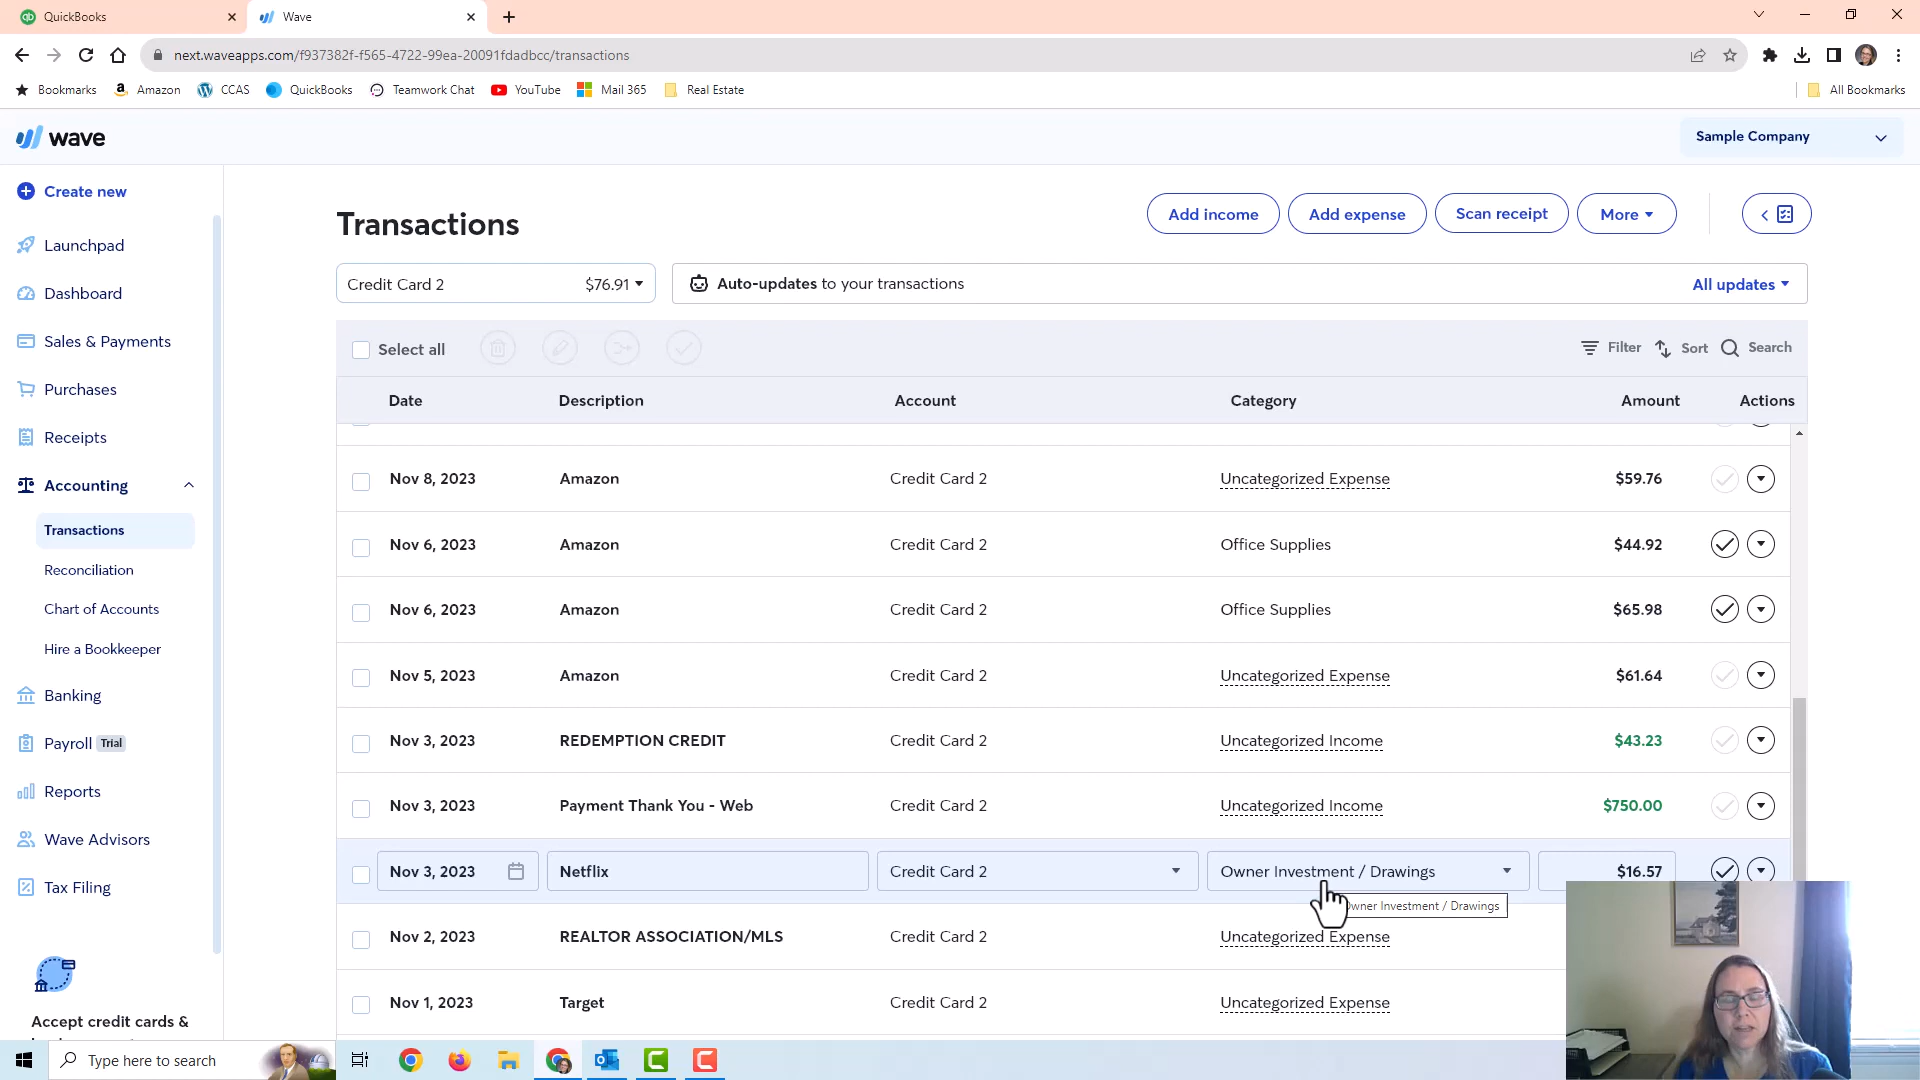 QuickBooks
Wave
next.waveapps.com/f937382f-f565-4722-99ea-20091fdadbcc/transactions
Bookmarks
Amazon
CCAS
QuickBooks
Teamwork Chat
YouTube
Mail 365
Real Estate
All Bookmarks
wave
Sample Company
Create new
Launchpad
Dashboard
Sales & Payments
Purchases
Receipts
Accounting
Transactions
Reconciliation
Chart of Accounts
Hire a Bookkeeper
Banking
Payroll Trial
Reports
Wave Advisors
Tax Filing
Accept credit cards &
Transactions
Add income
Add expense
Scan receipt
More
Credit Card 2 $76.91
Auto-updates to your transactions
All updates
Select all
Filter
Sort
Search
Date Description Account Category Amount Actions
Nov 8, 2023 Amazon Credit Card 2 Uncategorized Expense $59.76
Nov 6, 2023 Amazon Credit Card 2 Office Supplies $44.92
Nov 6, 2023 Amazon Credit Card 2 Office Supplies $65.98
Nov 5, 2023 Amazon Credit Card 2 Uncategorized Expense $61.64
Nov 3, 2023 REDEMPTION CREDIT Credit Card 2 Uncategorized Income $43.23
Nov 3, 2023 Payment Thank You - Web Credit Card 2 Uncategorized Income $750.00
Nov 3, 2023 Netflix Credit Card 2 Owner Investment / Drawings $16.57
Owner Investment / Drawings
Nov 2, 2023 REALTOR ASSOCIATION/MLS Credit Card 2 Uncategorized Expense
Nov 1, 2023 Target Credit Card 2 Uncategorized Expense
Type here to search